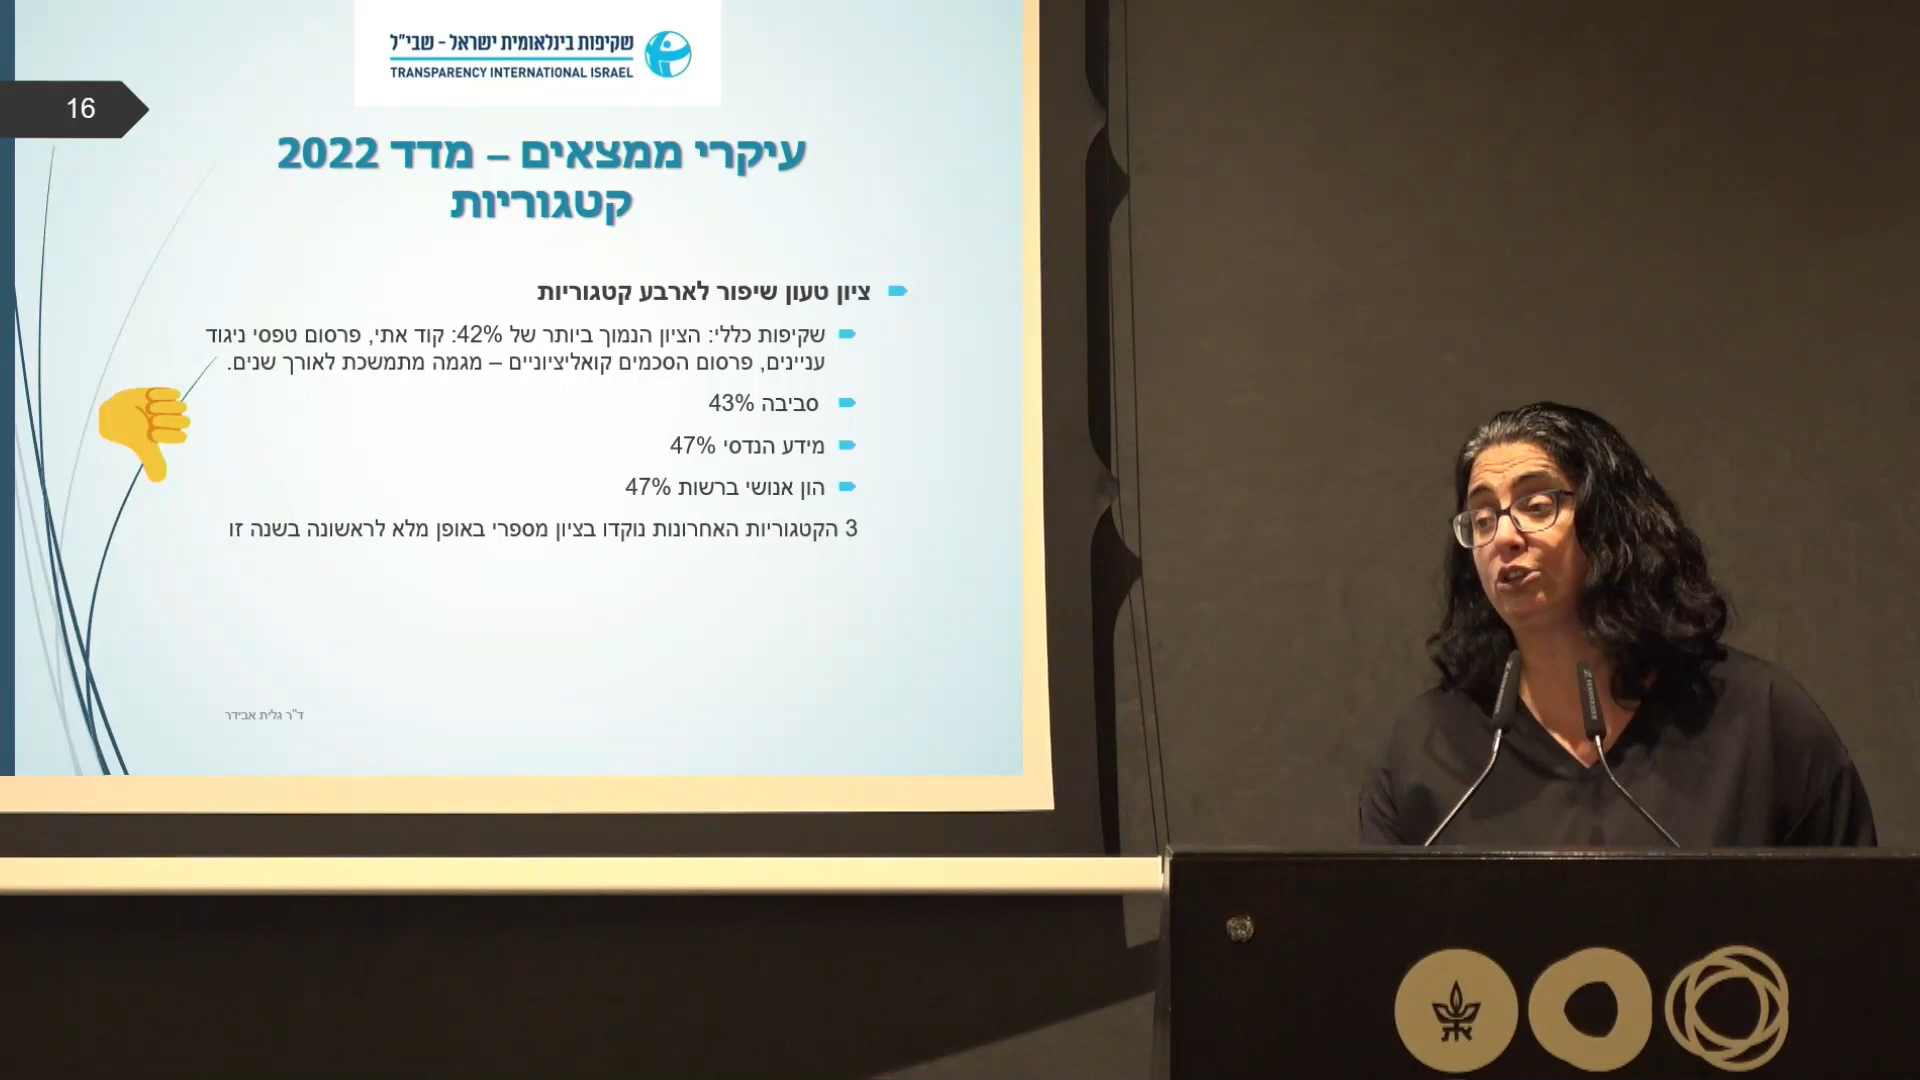 שקיפות בינלאומית ישראל - שבי"ל
TRANSPARENCY INTERNATIONAL ISRAEL
16
עיקרי ממצאים – מדד 2022
קטגוריות
ציון טעון שיפור לארבע קטגוריות
שקיפות כללי: הציון הנמוך ביותר של 42%: קוד אתי, פרסום טפסי ניגוד
עניינים, פרסום הסכמים קואליציוניים – מגמה מתמשכת לאורך שנים.
סביבה 43%
מידע הנדסי 47%
הון אנושי ברשות 47%
3 הקטגוריות האחרונות נוקדו בציון מספרי באופן מלא לראשונה בשנה זו
ד"ר גלית אבידר